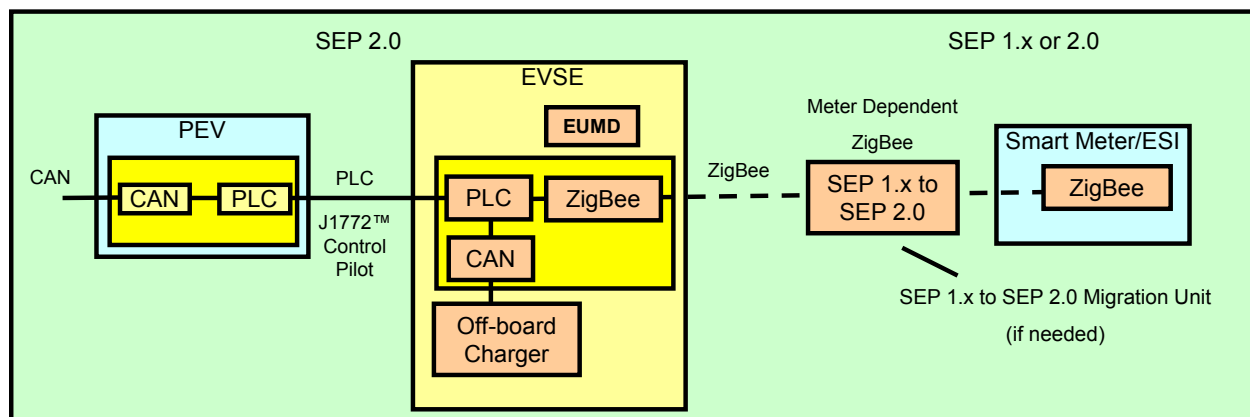 SEP 2.0
SEP 1.x or 2.0
EVSE
EUMD
PEV
CAN
CAN
PLC
PLC
J1772™
Control
Pilot
PLC
ZigBee
CAN
Off-board
Charger
ZigBee
Meter Dependent
ZigBee
SEP 1.x to
SEP 2.0
Smart Meter/ESI
ZigBee
SEP 1.x to SEP 2.0 Migration Unit
(if needed)